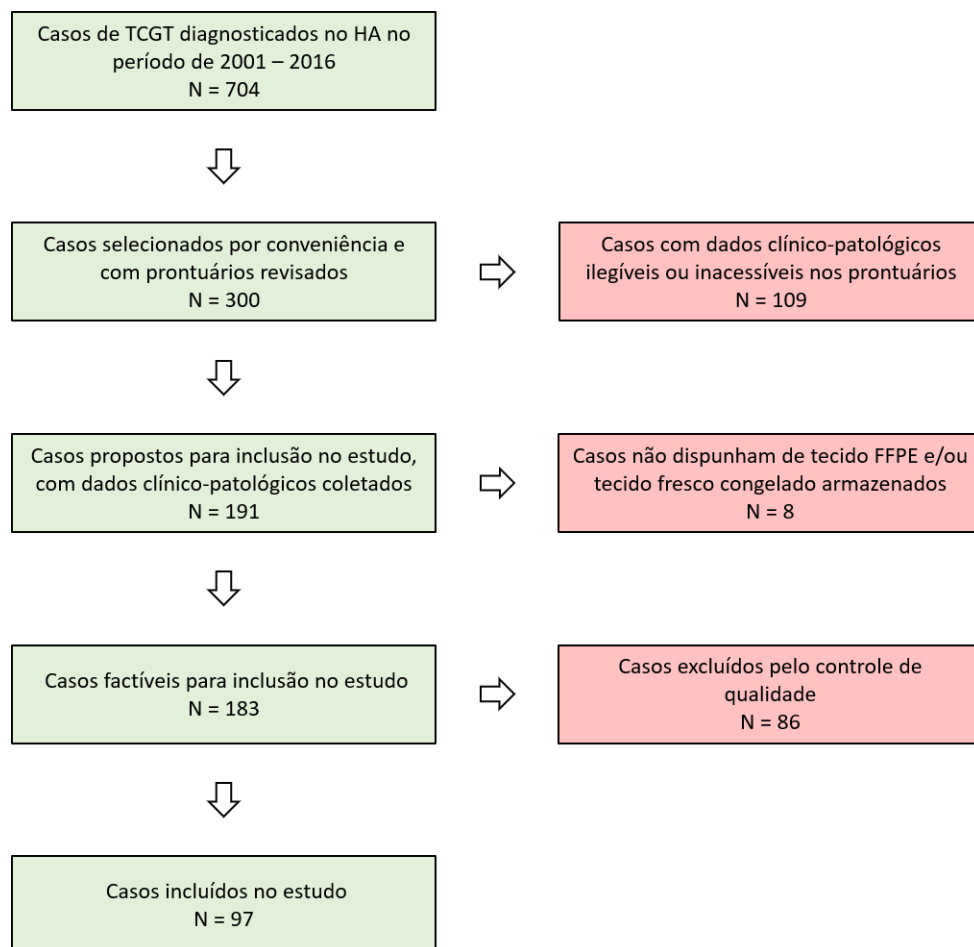 Casos de TCGT diagnosticados no HA no
período de 2001 – 2016
N = 704
Casos selecionados por conveniência e
com prontuários revisados
N = 300
Casos com dados clínico-patológicos
ilegíveis ou inacessíveis nos prontuários
N = 109
Casos propostos para inclusão no estudo,
com dados clínico-patológicos coletados
N = 191
Casos não dispunham de tecido FFPE e/ou
tecido fresco congelado armazenados
N = 8
Casos factíveis para inclusão no estudo
N = 183
Casos excluídos pelo controle de
qualidade
N = 86
Casos incluídos no estudo
N = 97